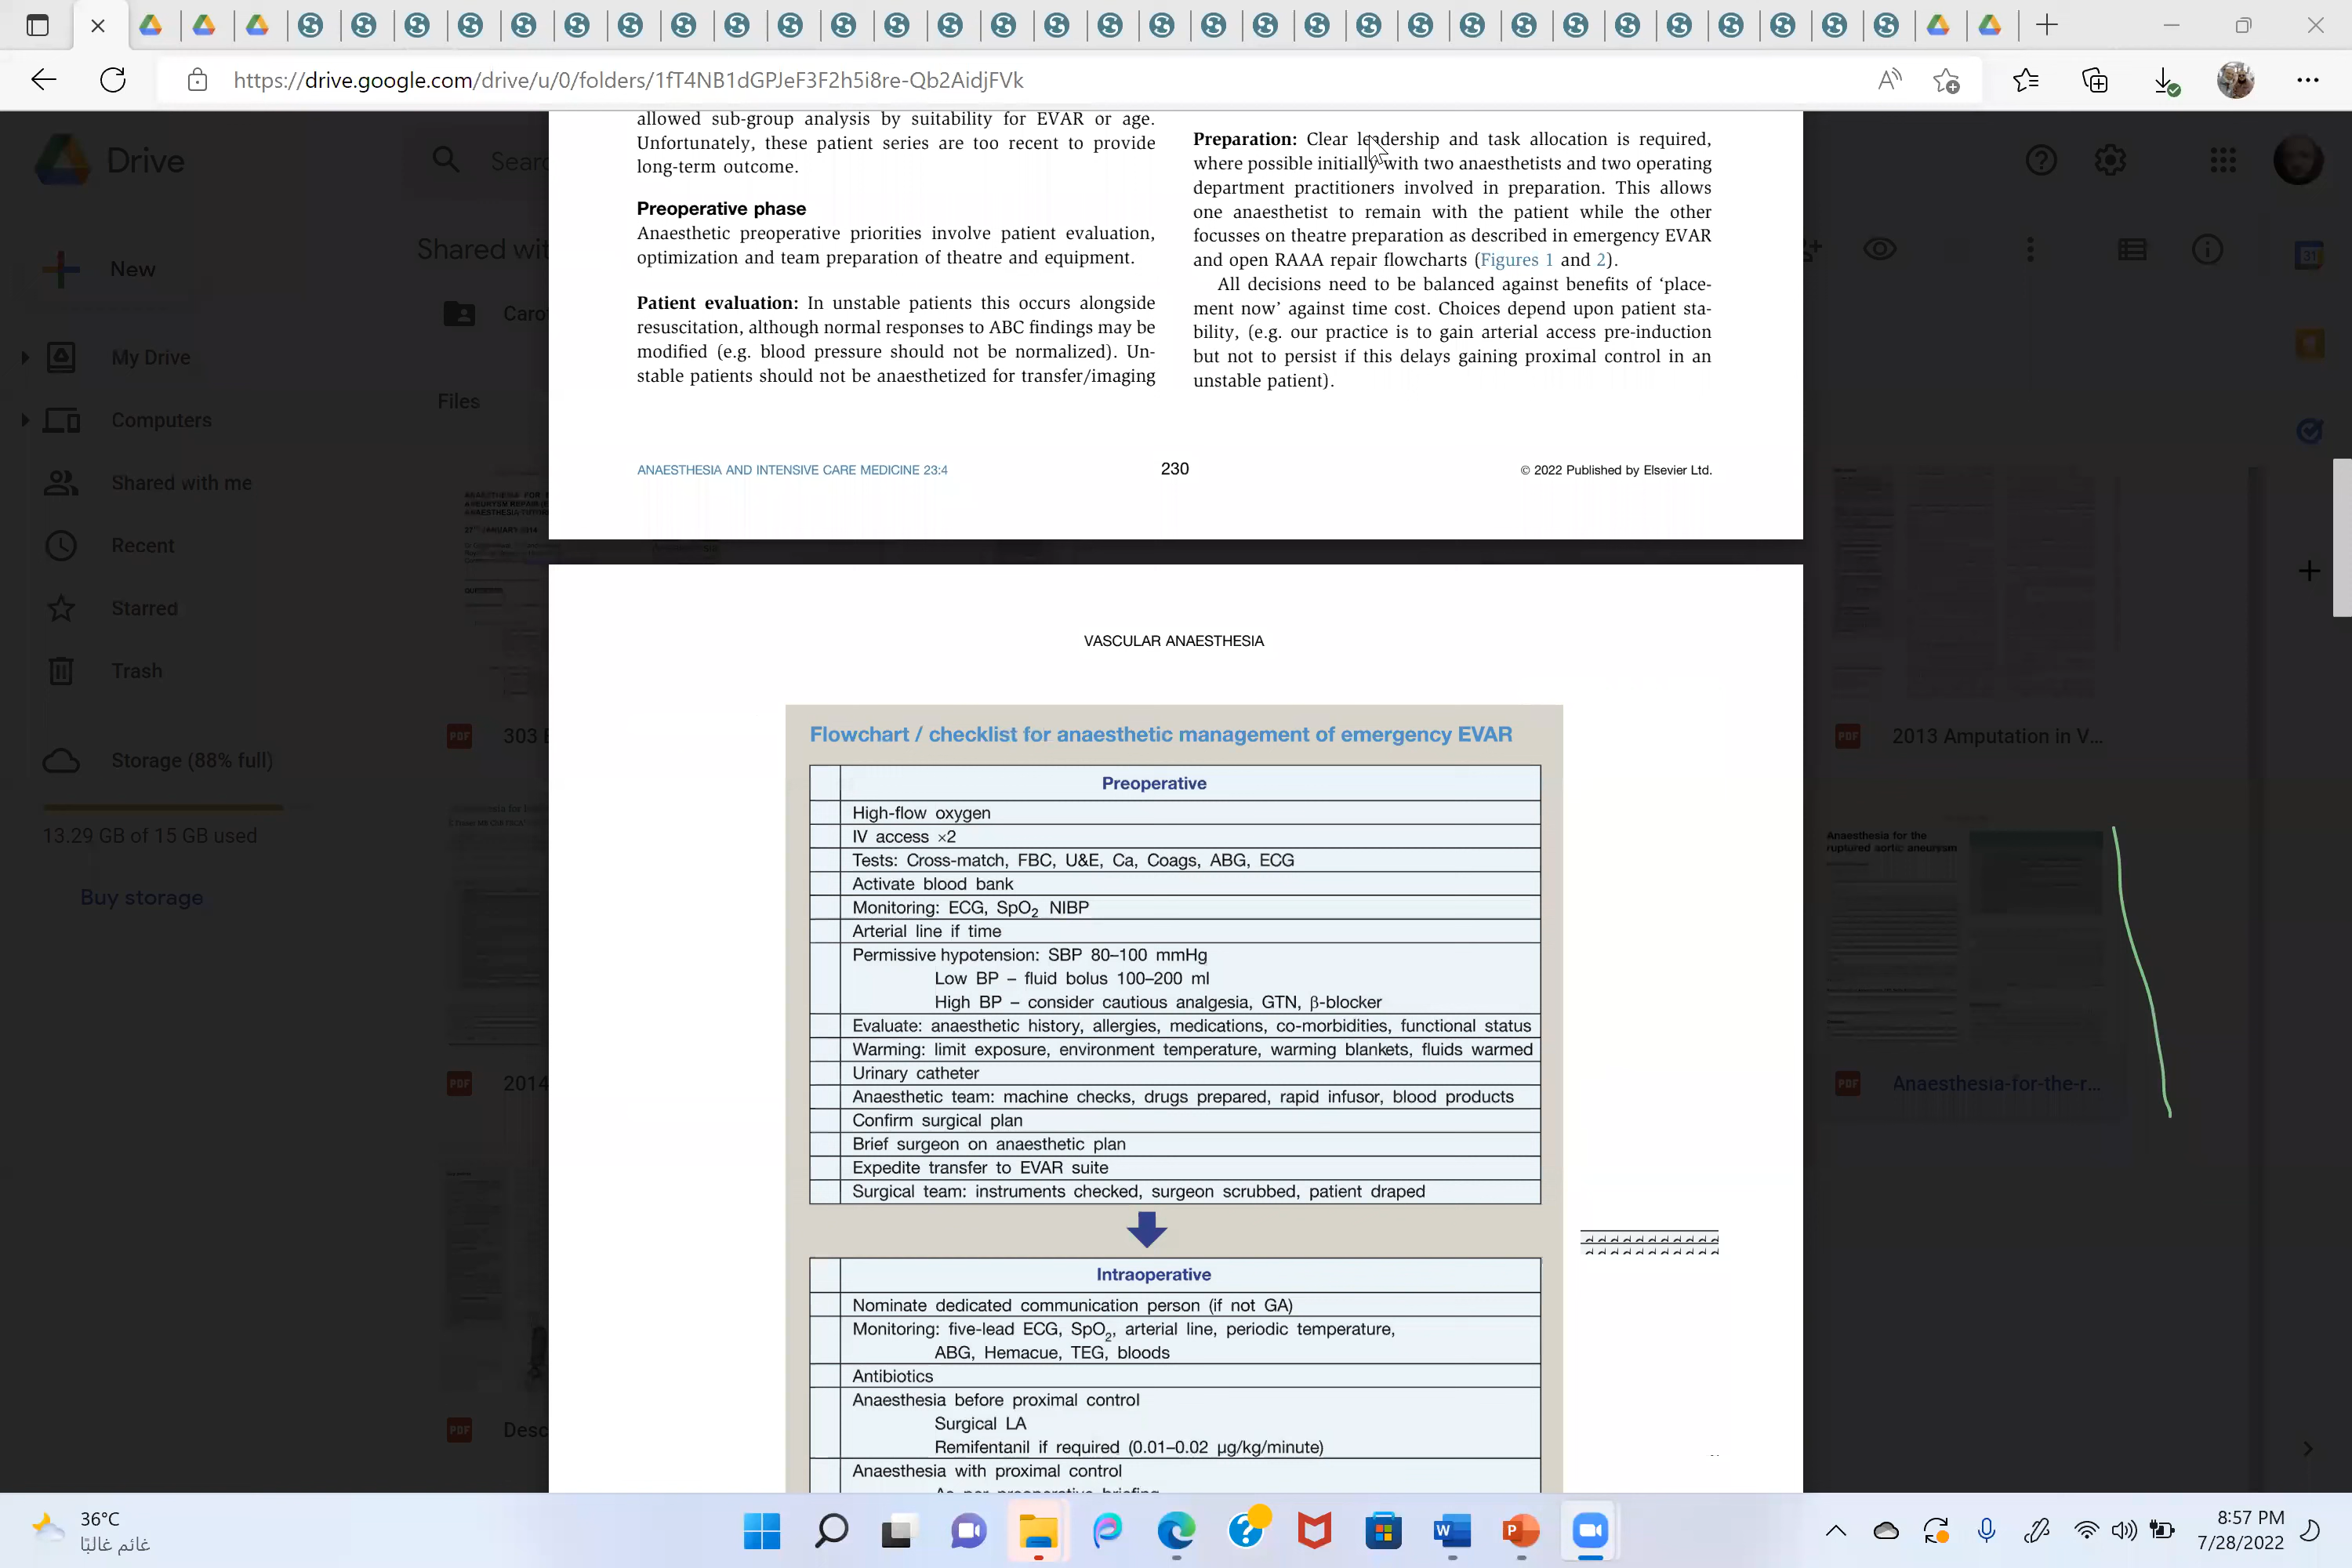 https://drive.google.com/drive/u/0/folders/1fT4NB1dGPJeF3F2h5i8re-Qb2AidjFVk
Drive
Sear
New
My Drive
Computers
Shared with me
Recent
Starred
Trash
Storage (88% full)
13.29 GB of 15 GB used
Buy storage
Shared wit
Caro
Files
303 E
2014
Desc
allowed sub-group analysis by suitability for EVAR or age.
Unfortunately, these patient series are too recent to provide
long-term outcome.
Preoperative phase
Anaesthetic preoperative priorities involve patient evaluation,
optimization and team preparation of theatre and equipment.
Patient evaluation: In unstable patients this occurs alongside
resuscitation, although normal responses to ABC findings may be
modified (e.g. blood pressure should not be normalized). Un-
stable patients should not be anaesthetized for transfer/imaging
Preparation: Clear leadership and task allocation is required,
where possible initially with two anaesthetists and two operating
department practitioners involved in preparation. This allows
one anaesthetist to remain with the patient while the other
focusses on theatre preparation as described in emergency EVAR
and open RAAA repair flowcharts (Figures 1 and 2).
All decisions need to be balanced against benefits of ‘place-
ment now’ against time cost. Choices depend upon patient sta-
bility, (e.g. our practice is to gain arterial access pre-induction
but not to persist if this delays gaining proximal control in an
unstable patient).
ANAESTHESIA AND INTENSIVE CARE MEDICINE 23:4
230
© 2022 Published by Elsevier Ltd.
VASCULAR ANAESTHESIA
Flowchart / checklist for anaesthetic management of emergency EVAR
Preoperative
High-flow oxygen
IV access ×2
Tests: Cross-match, FBC, U&E, Ca, Coags, ABG, ECG
Activate blood bank
Monitoring: ECG, SpO₂ NIBP
Arterial line if time
Permissive hypotension: SBP 80–100 mmHg
Low BP – fluid bolus 100–200 ml
High BP – consider cautious analgesia, GTN, β-blocker
Evaluate: anaesthetic history, allergies, medications, co-morbidities, functional status
Warming: limit exposure, environment temperature, warming blankets, fluids warmed
Urinary catheter
Anaesthetic team: machine checks, drugs prepared, rapid infusor, blood products
Confirm surgical plan
Brief surgeon on anaesthetic plan
Expedite transfer to EVAR suite
Surgical team: instruments checked, surgeon scrubbed, patient draped
Intraoperative
Nominate dedicated communication person (if not GA)
Monitoring: five-lead ECG, SpO₂, arterial line, periodic temperature,
ABG, Hemacue, TEG, bloods
Antibiotics
Anaesthesia before proximal control
Surgical LA
Remifentanil if required (0.01–0.02 µg/kg/minute)
Anaesthesia with proximal control
As per preoperative briefing
2013 Amputation in V...
Anaesthesia for the
ruptured aortic aneurysm
Anaesthesia-for-the-r...
36°C
غائم غالبًا
8:57 PM
7/28/2022